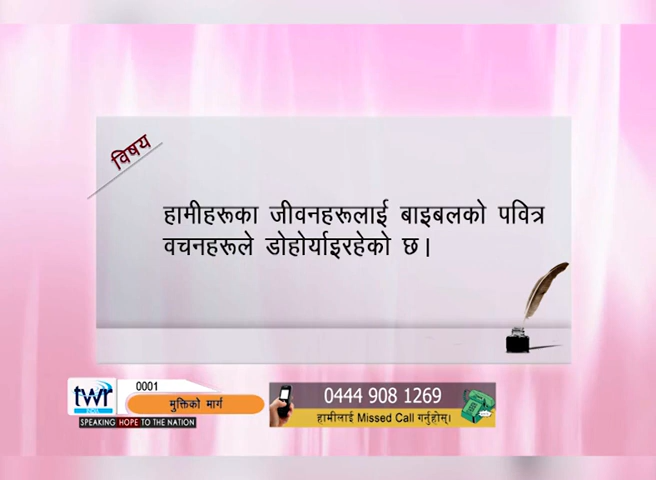 विषय
हामीहरूका जीवनहरूलाई बाइबलको पवित्र
वचनहरूले डोहोर्याइरहेको छ।
twr
INDIA
0001
मुक्तिको मार्ग
SPEAKING HOPE TO THE NATION
0444 908 1269
हामीलाई Missed Call गर्नुहोस्।